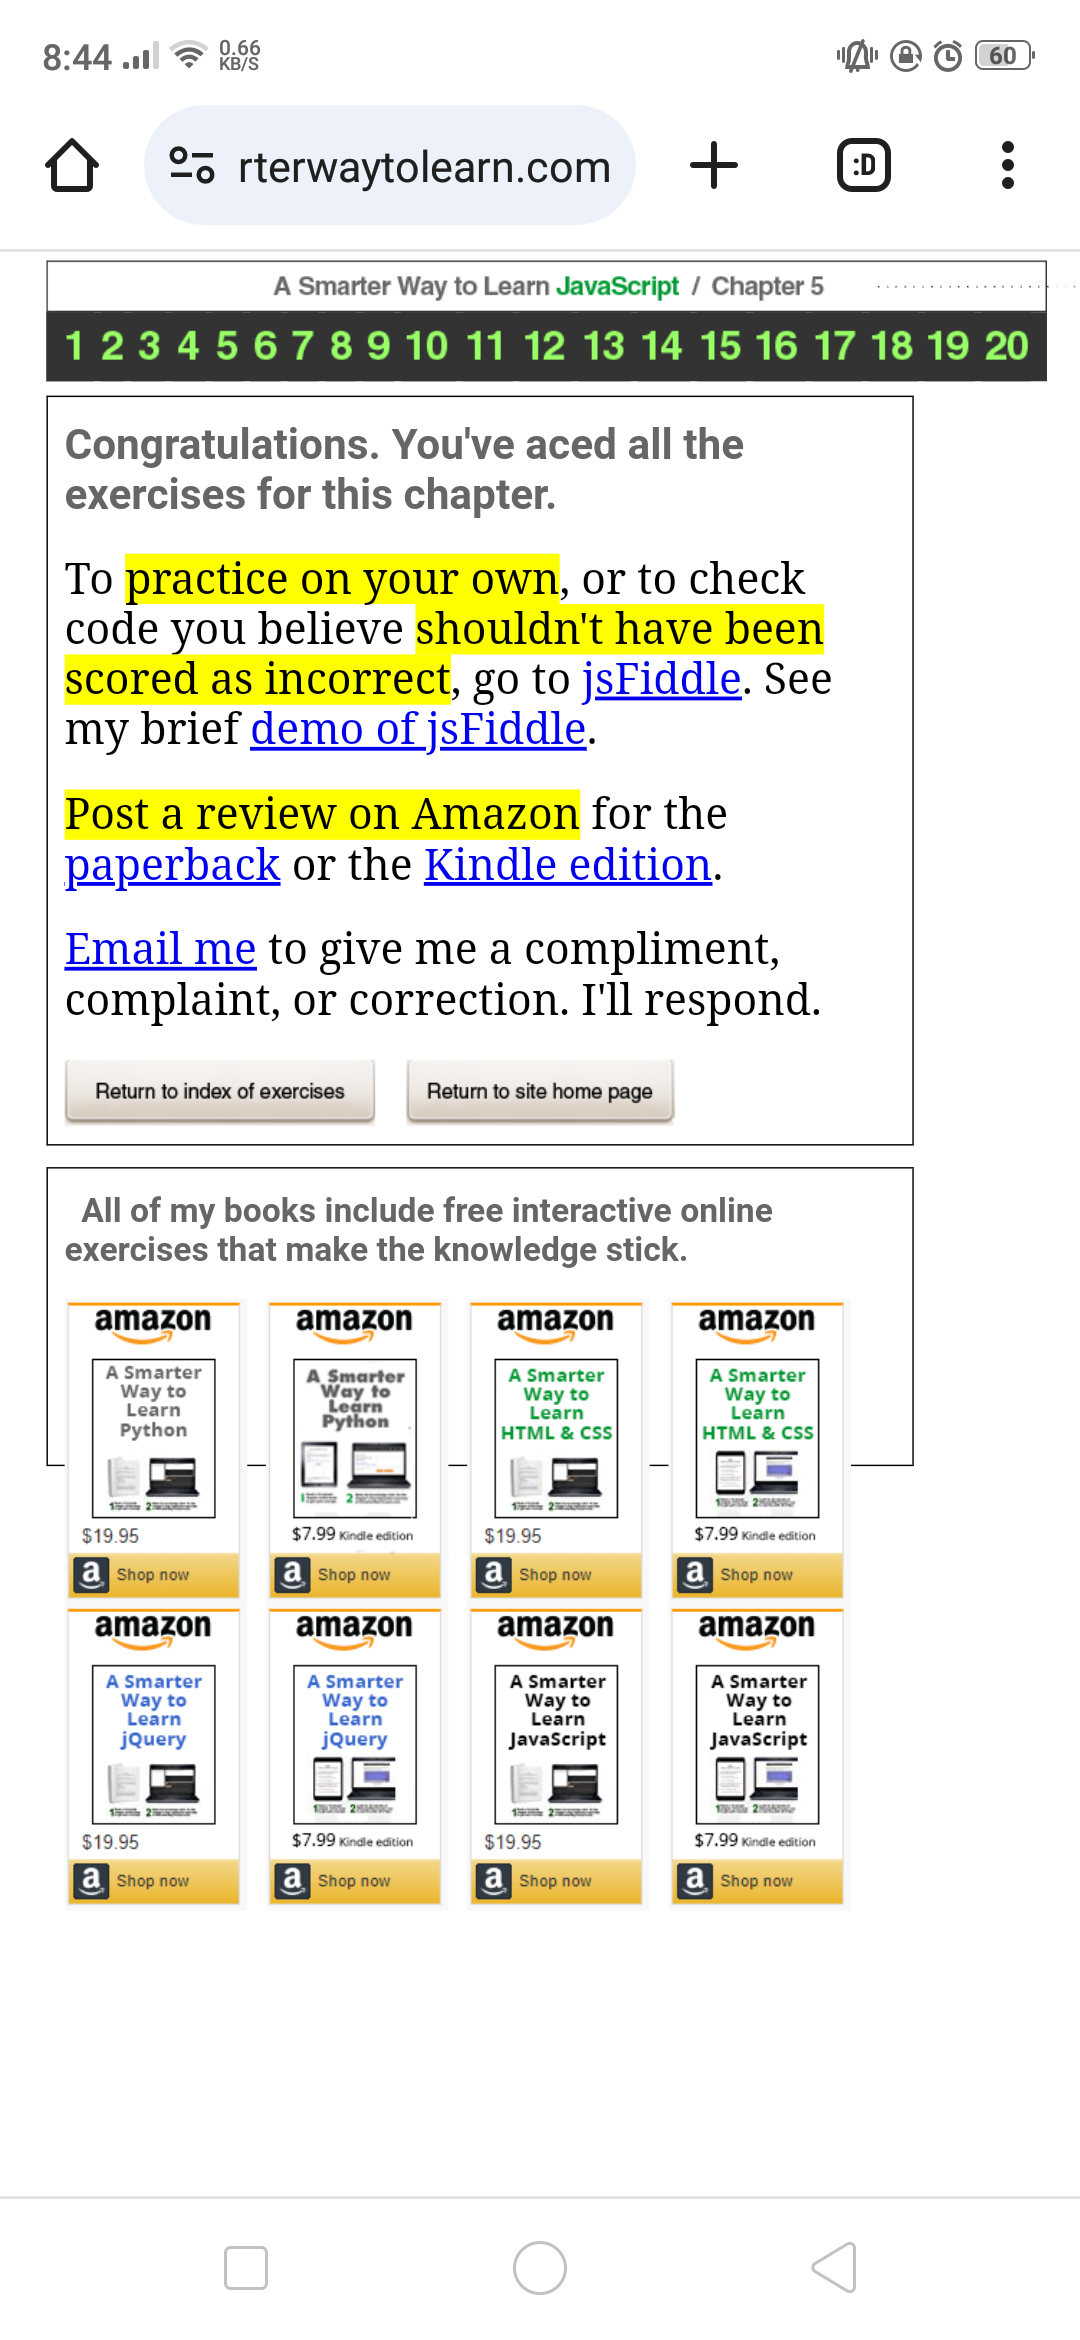 8:44
0.66
KB/S
60
rterwaytolearn.com
:D
A Smarter Way to Learn JavaScript / Chapter 5
1 2 3 4 5 6 7 8 9 10 11 12 13 14 15 16 17 18 19 20
Congratulations. You've aced all the
exercises for this chapter.
To practice on your own, or to check
code you believe shouldn't have been
scored as incorrect, go to jsFiddle. See
my brief demo of jsFiddle.
Post a review on Amazon for the
paperback or the Kindle edition.
Email me to give me a compliment,
complaint, or correction. I'll respond.
Return to index of exercises
Return to site home page
All of my books include free interactive online
exercises that make the knowledge stick.
amazon
A Smarter
Way to
Learn
Python
$19.95
a Shop now
amazon
A Smarter
Way to
Learn
Python
$7.99 Kindle edition
a Shop now
amazon
A Smarter
Way to
Learn
HTML & CSS
$19.95
a Shop now
amazon
A Smarter
Way to
Learn
HTML & CSS
$7.99 Kindle edition
a Shop now
amazon
A Smarter
Way to
Learn
jQuery
$19.95
a Shop now
amazon
A Smarter
Way to
Learn
jQuery
$7.99 Kindle edition
a Shop now
amazon
A Smarter
Way to
Learn
JavaScript
$19.95
a Shop now
amazon
A Smarter
Way to
Learn
JavaScript
$7.99 Kindle edition
a Shop now